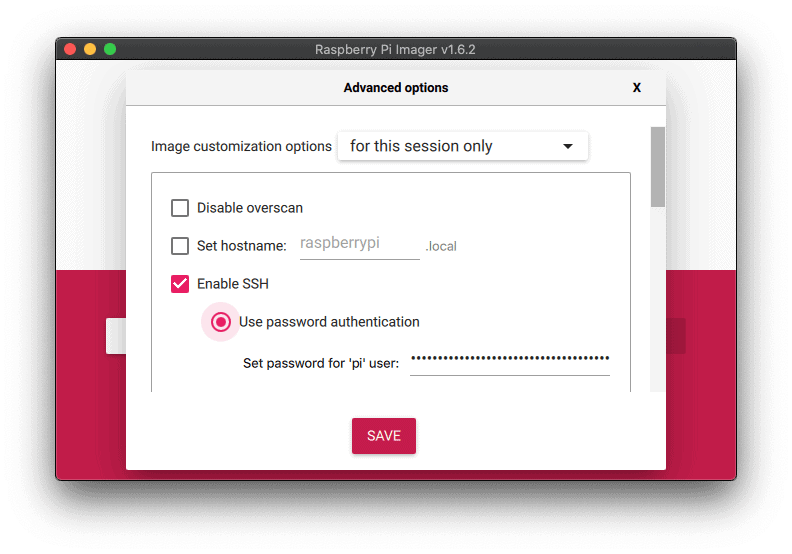 Raspberry Pi Imager v1.6.2
Advanced options X
Image customization options for this session only
Disable overscan
Set hostname: raspberrypi .local
Enable SSH
Use password authentication
Set password for 'pi' user: ••••••••••••••••••••••••••••••••••
SAVE